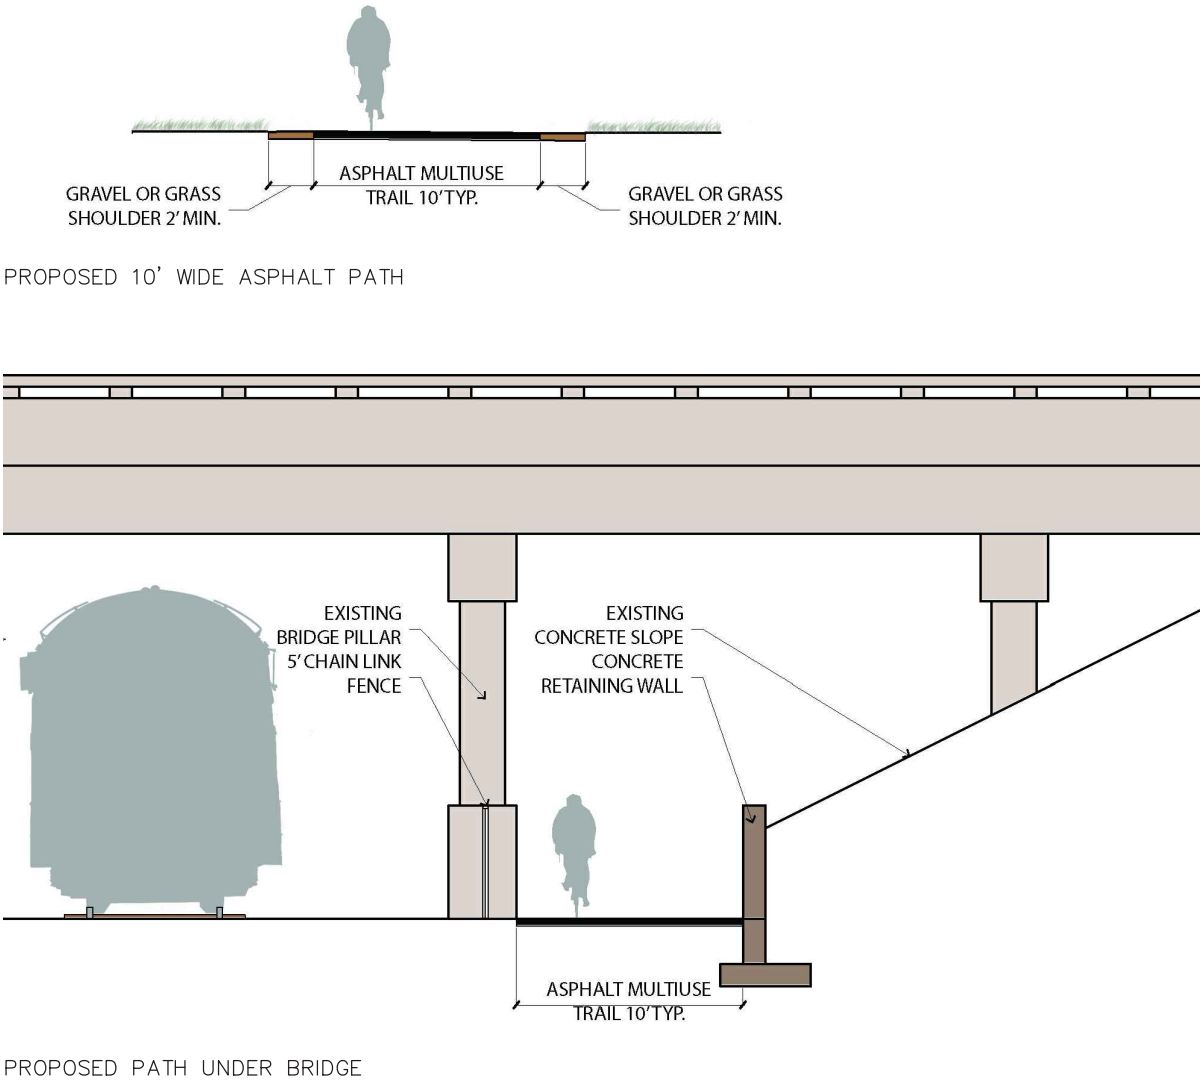 ASPHALT MULTIUSE
TRAIL 10' TYP.
GRAVEL OR GRASS
SHOULDER 2' MIN.
GRAVEL OR GRASS
SHOULDER 2' MIN.
PROPOSED 10' WIDE ASPHALT PATH
EXISTING
BRIDGE PILLAR
5' CHAIN LINK
FENCE
EXISTING
CONCRETE SLOPE
CONCRETE
RETAINING WALL
ASPHALT MULTIUSE
TRAIL 10' TYP.
PROPOSED PATH UNDER BRIDGE